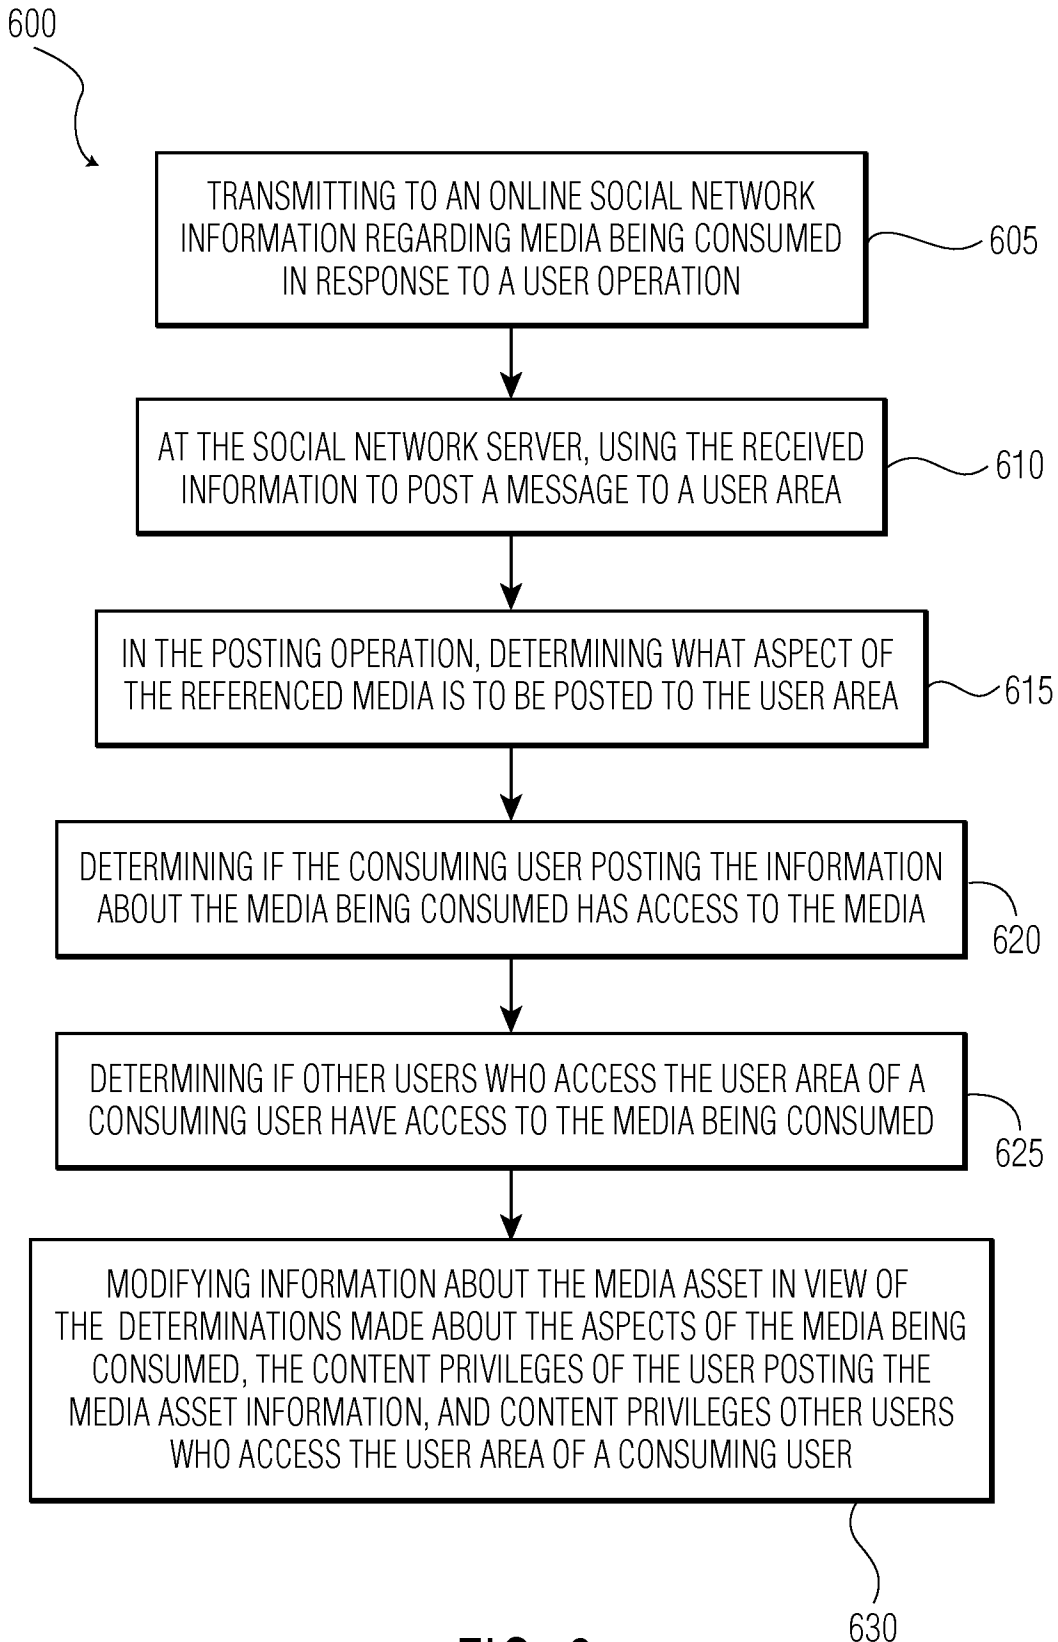 600
TRANSMITTING TO AN ONLINE SOCIAL NETWORK
INFORMATION REGARDING MEDIA BEING CONSUMED
IN RESPONSE TO A USER OPERATION
605
AT THE SOCIAL NETWORK SERVER, USING THE RECEIVED
INFORMATION TO POST A MESSAGE TO A USER AREA
610
IN THE POSTING OPERATION, DETERMINING WHAT ASPECT OF
THE REFERENCED MEDIA IS TO BE POSTED TO THE USER AREA
615
DETERMINING IF THE CONSUMING USER POSTING THE INFORMATION
ABOUT THE MEDIA BEING CONSUMED HAS ACCESS TO THE MEDIA
620
DETERMINING IF OTHER USERS WHO ACCESS THE USER AREA OF A
CONSUMING USER HAVE ACCESS TO THE MEDIA BEING CONSUMED
625
MODIFYING INFORMATION ABOUT THE MEDIA ASSET IN VIEW OF
THE DETERMINATIONS MADE ABOUT THE ASPECTS OF THE MEDIA BEING
CONSUMED, THE CONTENT PRIVILEGES OF THE USER POSTING THE
MEDIA ASSET INFORMATION, AND CONTENT PRIVILEGES OTHER USERS
WHO ACCESS THE USER AREA OF A CONSUMING USER
630